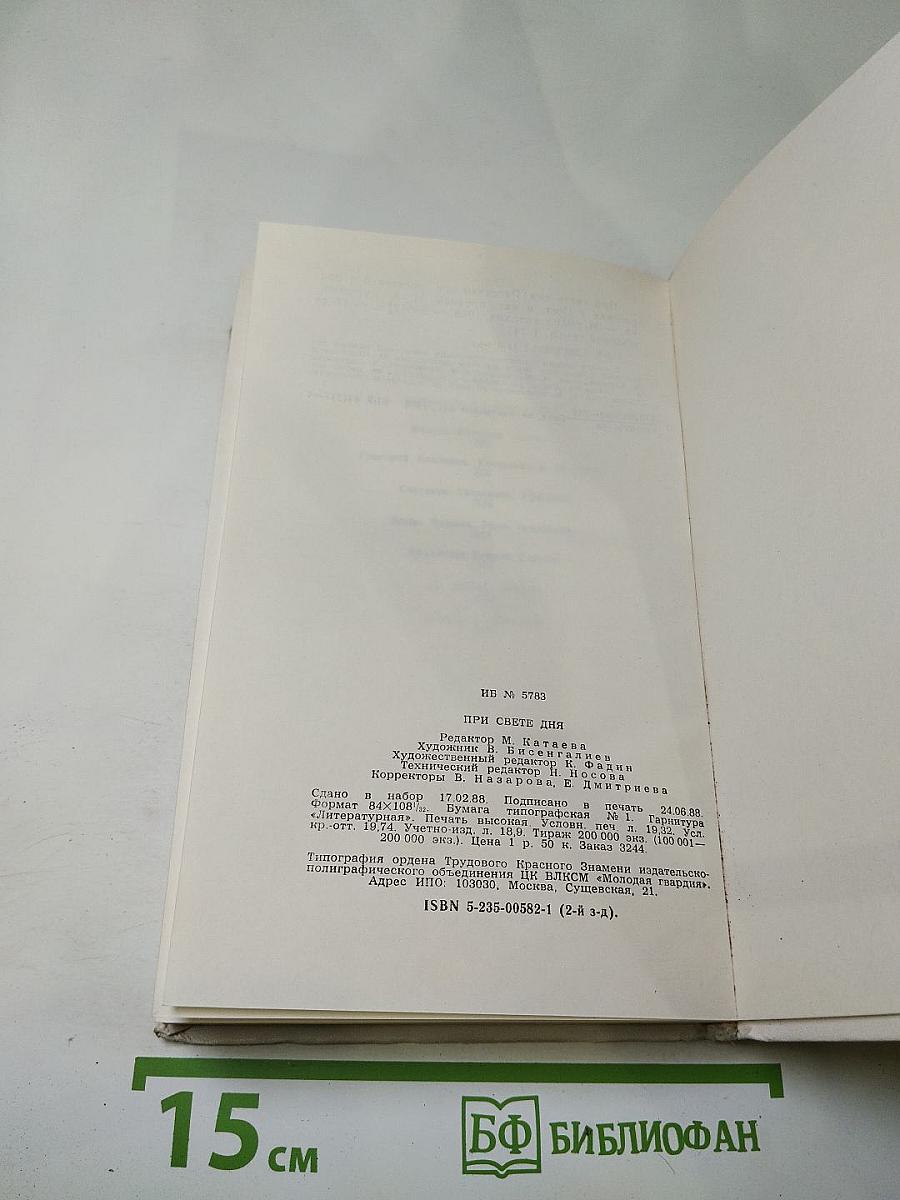 ИБ № 5783
ПРИ СВЕТЕ ДНЯ
Редактор М. Катаева
Художник В. Бисенгалиев
Художественный редактор К. Фадин
Технический редактор Н. Носова
Корректоры В. Назарова, Е. Дмитриева
Сдано в набор 17.02.88. Подписано в печать 24.06.88.
Формат 84×108¹/₃₂. Бумага типографская № 1. Гарнитура
«Литературная». Печать высокая. Условн. печ. л. 19,32. Усл.
кр.-отт. 19,74. Учетно-изд. л. 18,9. Тираж 200 000 экз. (100 001—
200 000 экз.). Цена 1 р. 50 к. Заказ 3244.
Типография ордена Трудового Красного Знамени издательско-
полиграфического объединения ЦК ВЛКСМ «Молодая гвардия».
Адрес ИПО: 103030, Москва, Сущевская, 21.
ISBN 5-235-00582-1 (2-й з-д).
15 см
БФ БИБЛИОФАН